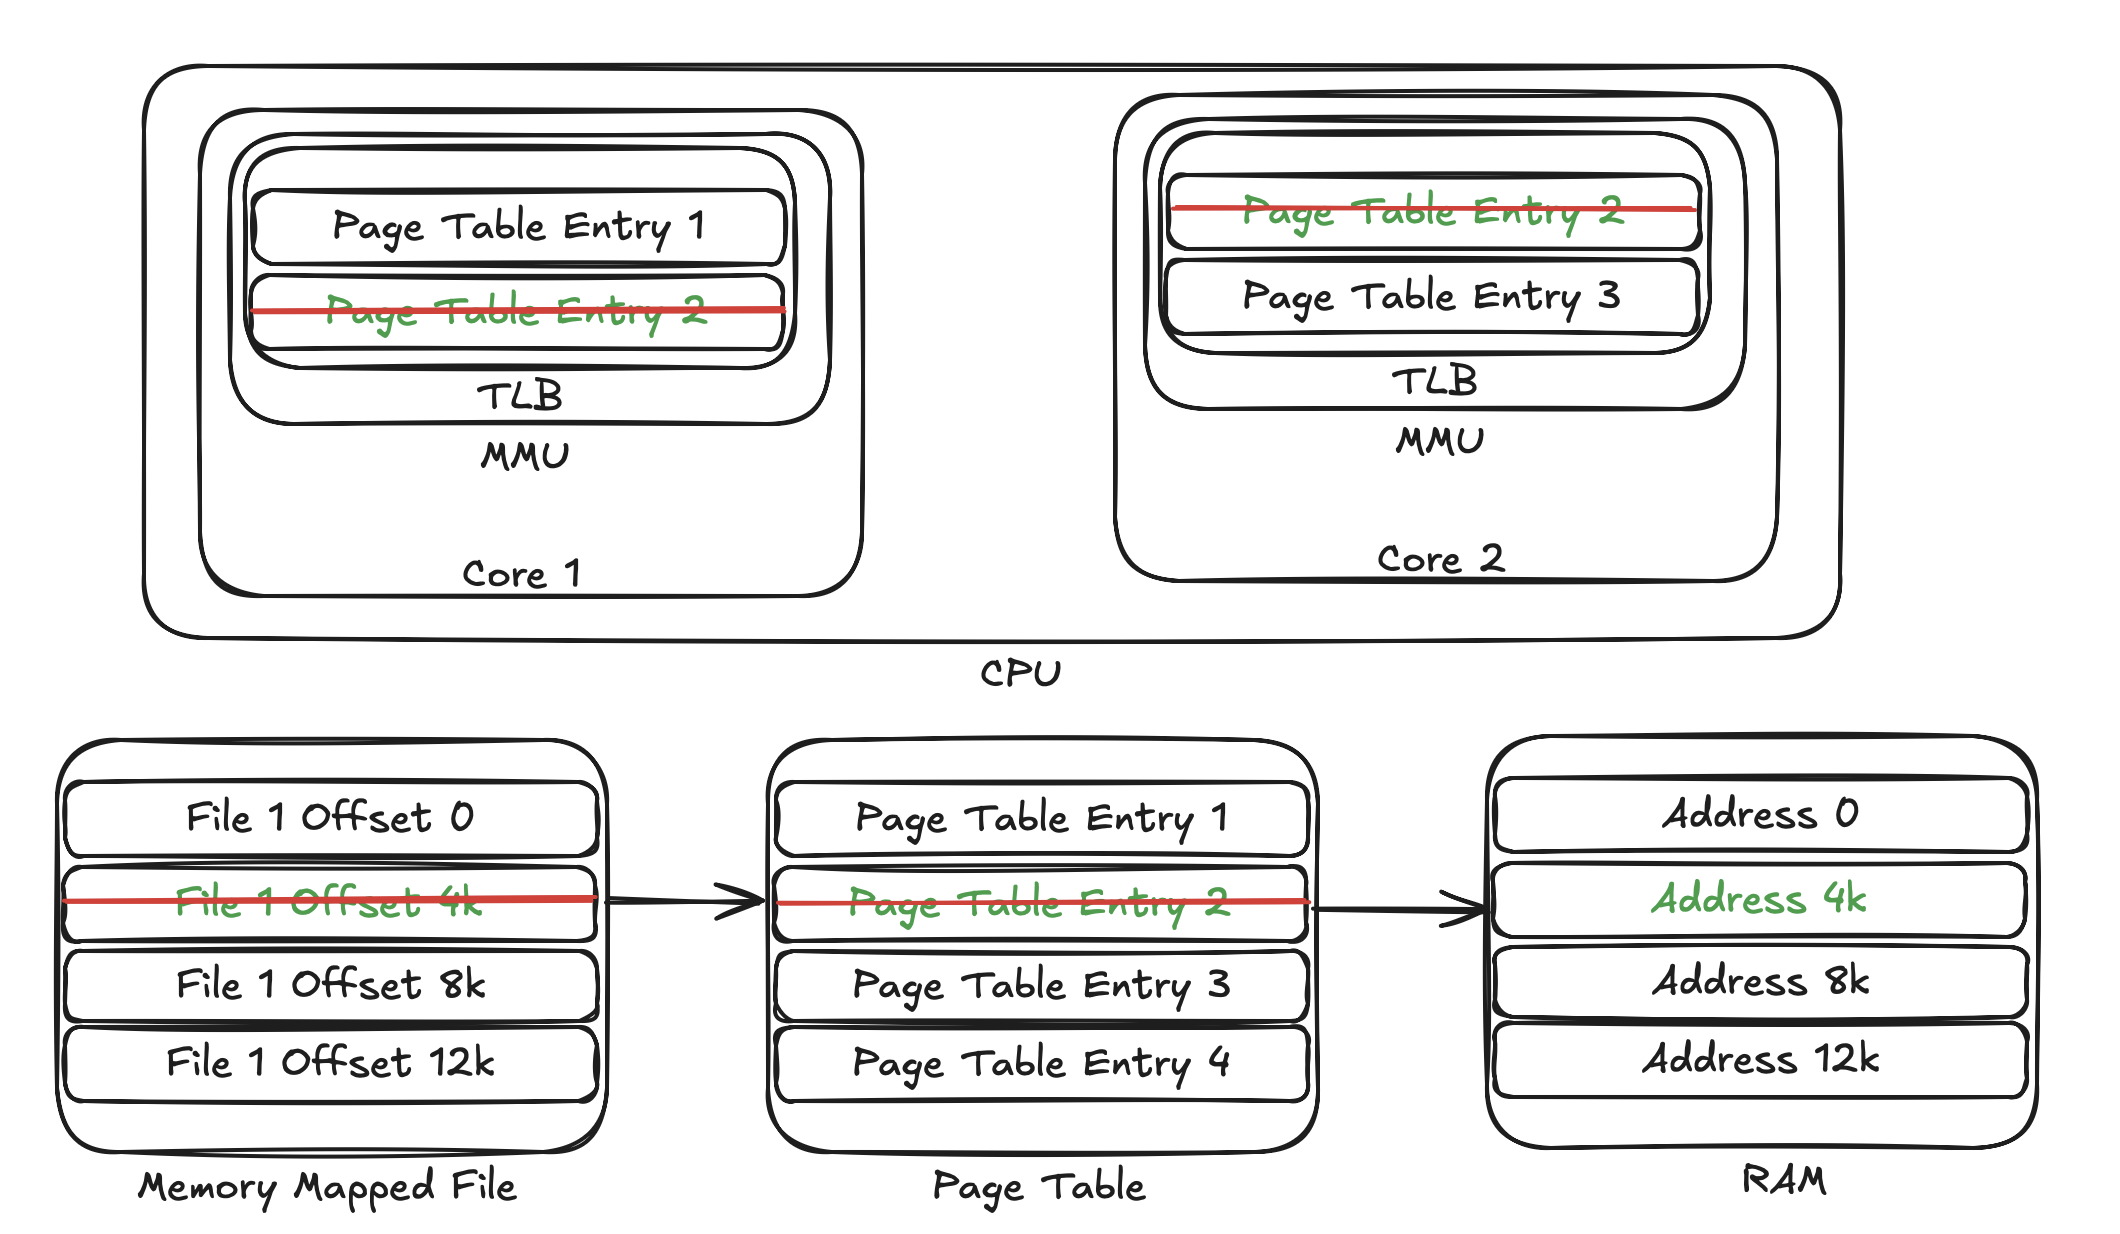 Page Table Entry 1
Page Table Entry 2
TLB
MMU
Core 1
Page Table Entry 2
Page Table Entry 3
TLB
MMU
Core 2
CPU
File 1 Offset 0
File 1 Offset 4k
File 1 Offset 8k
File 1 Offset 12k
Memory Mapped File
Page Table Entry 1
Page Table Entry 2
Page Table Entry 3
Page Table Entry 4
Page Table
Address 0
Address 4k
Address 8k
Address 12k
RAM